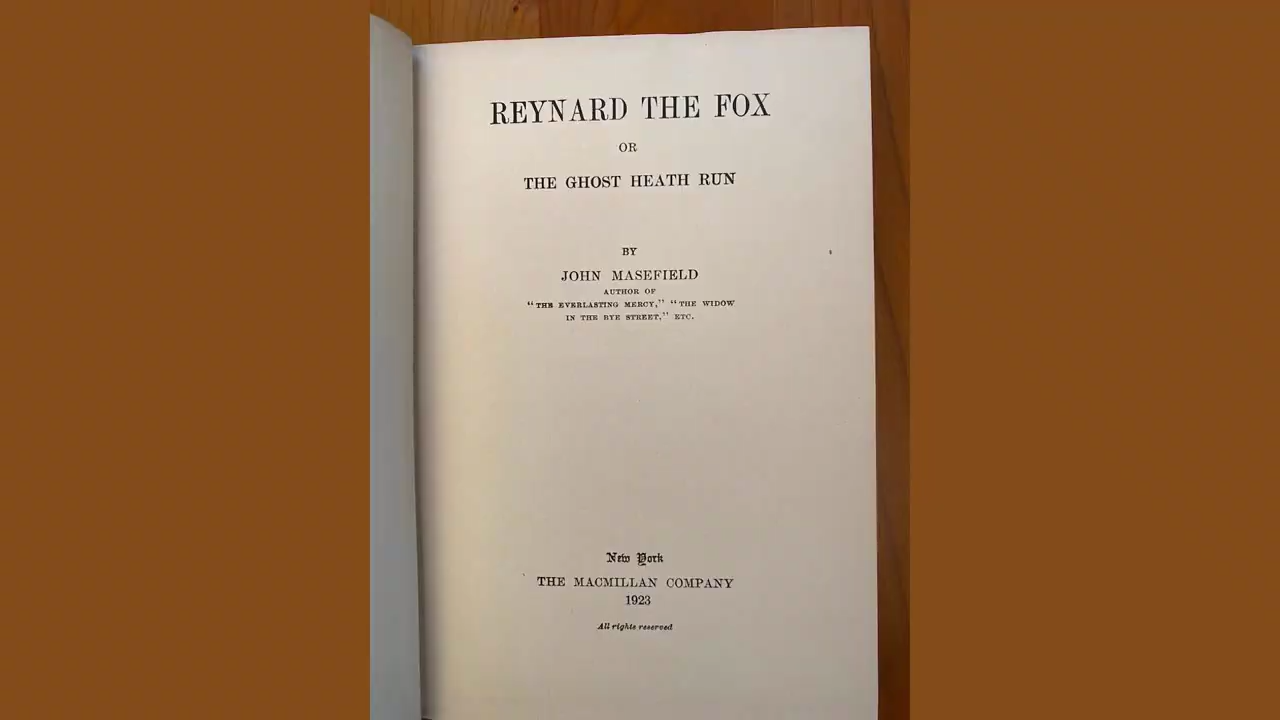 REYNARD THE FOX
OR
THE GHOST HEATH RUN
BY
JOHN MASEFIELD
AUTHOR OF
"THE EVERLASTING MERCY," "THE WIDOW
IN THE BYE STREET," ETC.
New York
THE MACMILLAN COMPANY
1923
All rights reserved